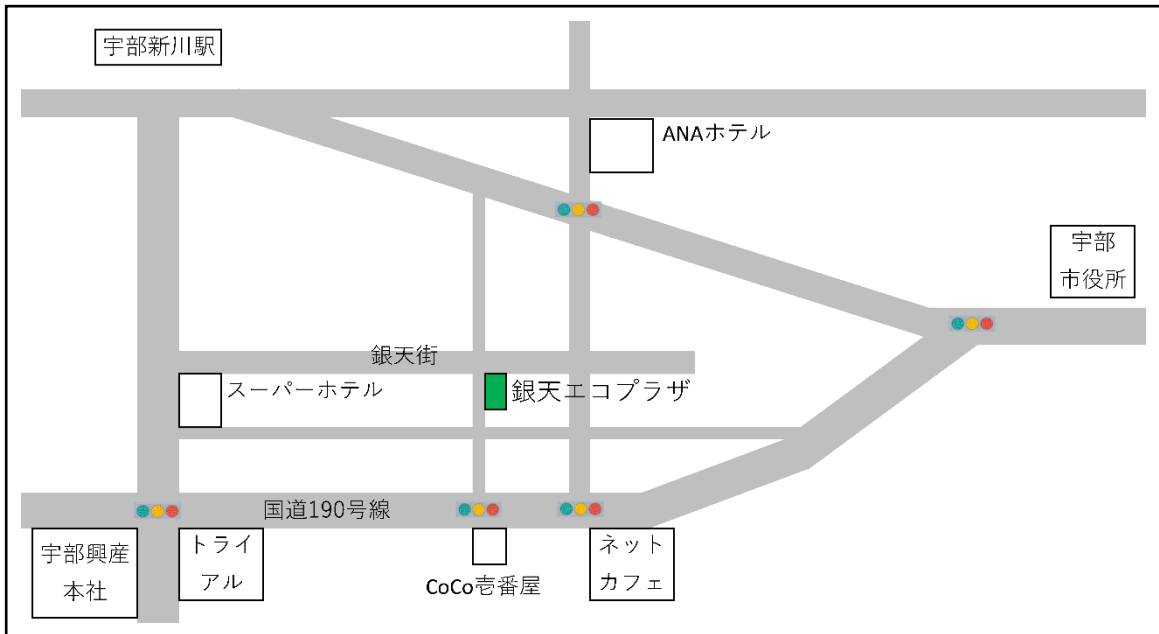 宇部新川駅
ANAホテル
宇部
市役所
銀天街
スーパーホテル
銀天エコプラザ
国道190号線
宇部興産
本社
トライ
アル
CoCo壱番屋
ネット
カフェ